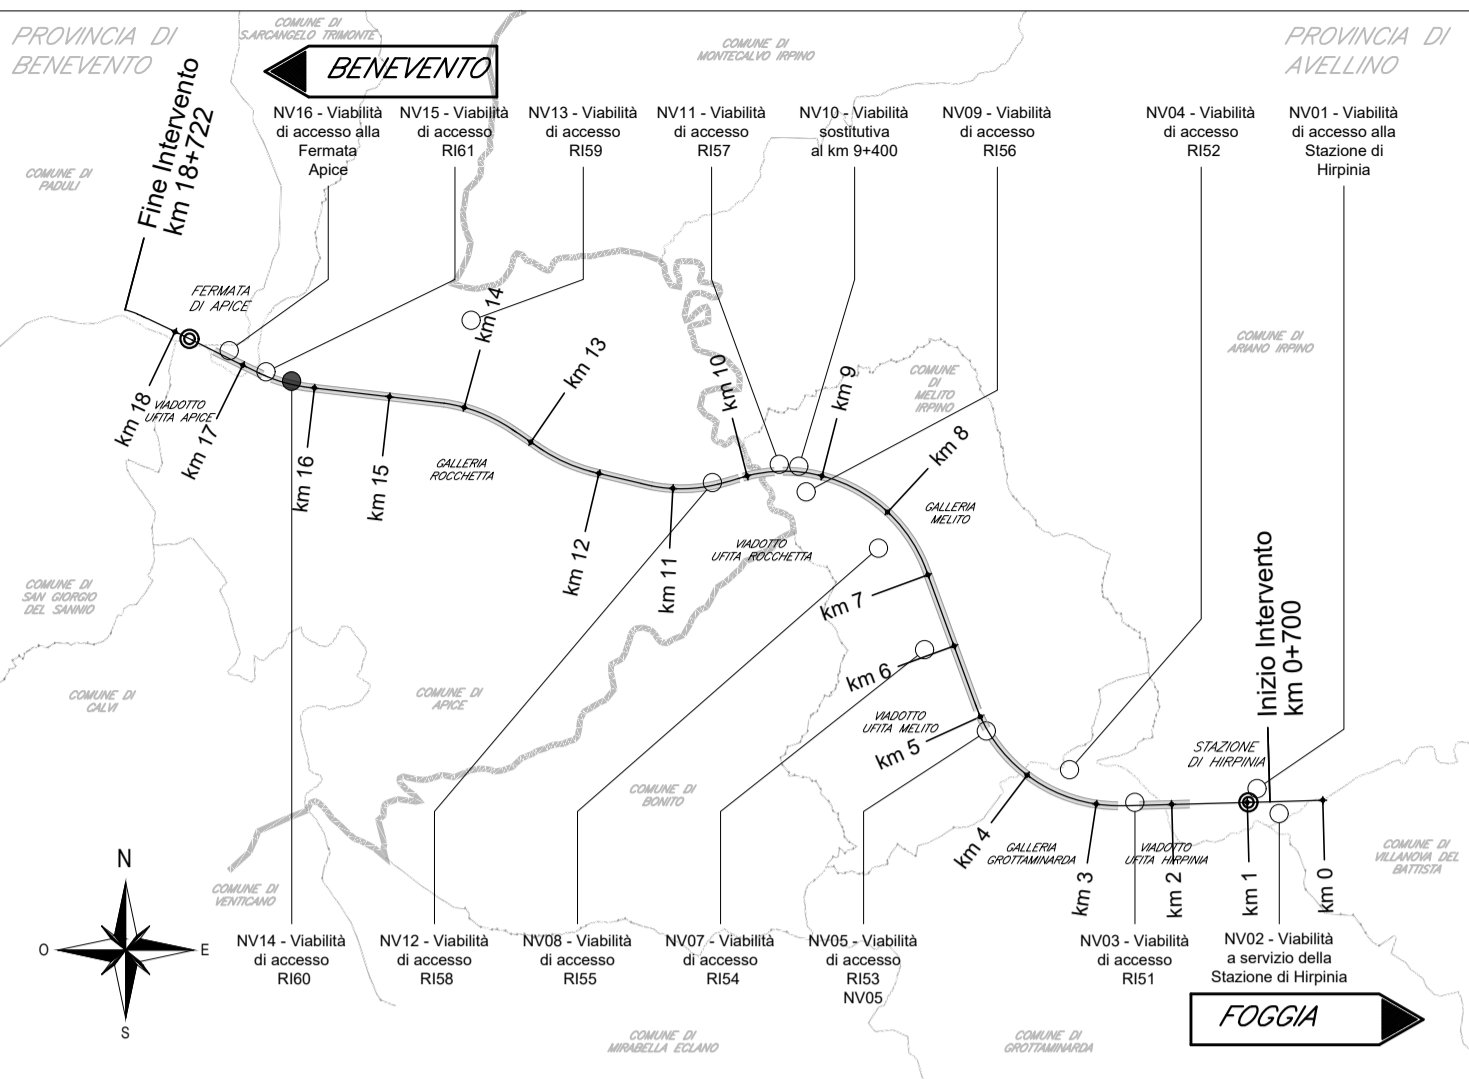 PROVINCIA DI
BENEVENTO
COMUNE DI
S.ARCANGELO TRIMONTE
BENEVENTO
COMUNE DI
MONTECALVO IRPINO
PROVINCIA DI
AVELLINO
Fine Intervento
km 18+722
NV16 - Viabilità
di accesso alla
Fermata
Apice
NV15 - Viabilità
di accesso
RI61
NV13 - Viabilità
di accesso
RI59
NV11 - Viabilità
di accesso
RI57
NV10 - Viabilità
sostitutiva
al km 9+400
NV09 - Viabilità
di accesso
RI56
NV04 - Viabilità
di accesso
RI52
NV01 - Viabilità
di accesso alla
Stazione di
Hirpinia
COMUNE DI
PADULI
FERMATA
DI APICE
COMUNE DI
ARIANO IRPINO
COMUNE
DI
MELITO
IRPINO
km 18
VIADOTTO
UFITA APICE
km 17
km 16
km 15
km 14
km 13
GALLERIA
ROCCHETTA
km 12
km 11
km 10
km 9
km 8
GALLERIA
MELITO
VIADOTTO
UFITA ROCCHETTA
km 7
km 6
COMUNE DI
SAN GIORGIO
DEL SANNIO
COMUNE DI
CALVI
COMUNE DI
APICE
VIADOTTO
UFITA MELITO
km 5
Inizio Intervento
km 0+700
STAZIONE
DI HIRPINIA
COMUNE DI
BONITO
km 4
GALLERIA
GROTTAMINARDA
km 3
VIADOTTO
UFITA HIRPINIA
km 2
km 1
km 0
COMUNE DI
VILLANOVA DEL
BATTISTA
COMUNE DI
VENTICANO
N
O
E
S
NV14 - Viabilità
di accesso
RI60
NV12 - Viabilità
di accesso
RI58
NV08 - Viabilità
di accesso
RI55
NV07 - Viabilità
di accesso
RI54
NV05 - Viabilità
di accesso
RI53
NV05
NV03 - Viabilità
di accesso
RI51
NV02 - Viabilità
a servizio della
Stazione di Hirpinia
FOGGIA
COMUNE DI
MIRABELLA ECLANO
COMUNE DI
GROTTAMINARDA